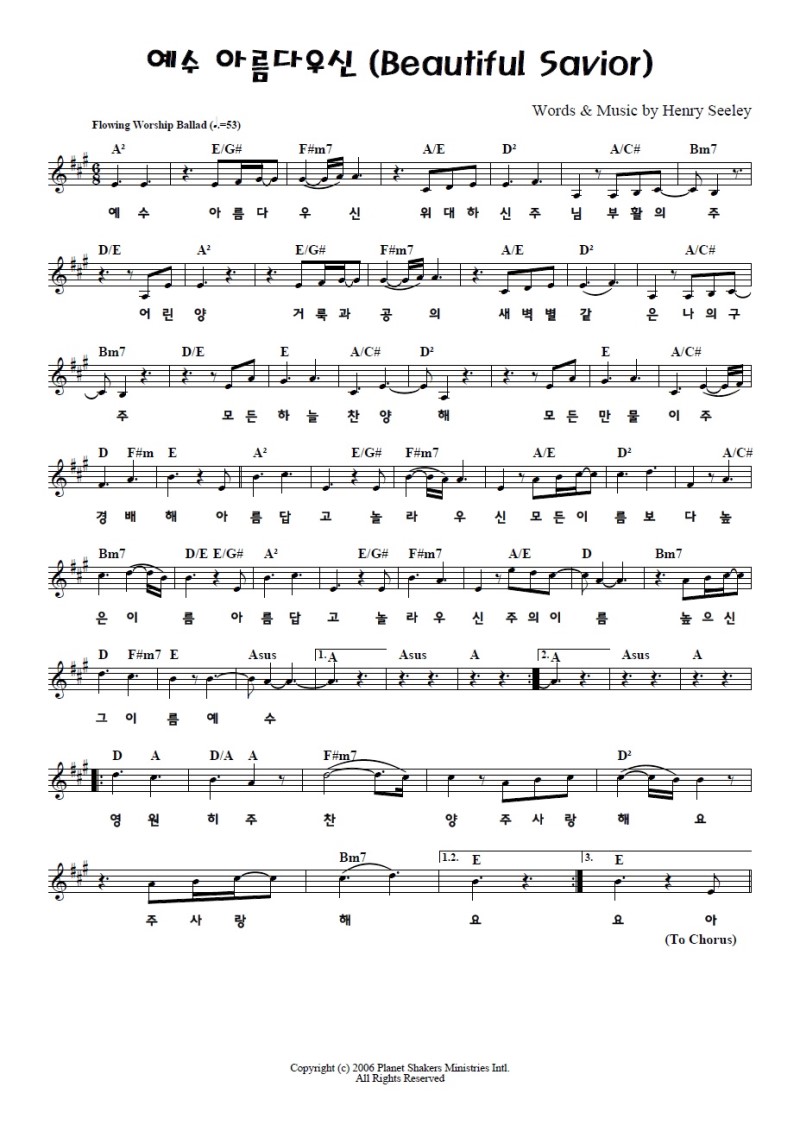 예수 아름다우신 (Beautiful Savior)
Words & Music by Henry Seeley
Flowing Worship Ballad (♩.=53)
A² E/G# F#m7 A/E D² A/C# Bm7
6
8
예 수 아 름 다 우 신 위 대 하 신 주 님 부 활 의 주
D/E A² E/G# F#m7 A/E D² A/C#
어 린 양 거 룩 과 공 의 새 벽 별 같 은 나 의 구
Bm7 D/E E A/C# D² E A/C#
주 모 든 하 늘 찬 양 해 모 든 만 물 이 주
D F#m E A² E/G# F#m7 A/E D² A/C#
경 배 해 아 름 답 고 놀 라 우 신 모 든 이 름 보 다 높
Bm7 D/E E/G# A² E/G# F#m7 A/E D Bm7
은 이 름 아 름 답 고 놀 라 우 신 주 의 이 름 높 으 신
D F#m7 E Asus 1. A Asus A 2. A Asus A
그 이 름 예 수
D A D/A A F#m7 D²
영 원 히 주 찬 양 주 사 랑 해 요
Bm7 1.2. E 3. E
주 사 랑 해 요 요 아
(To Chorus)
Copyright (c) 2006 Planet Shakers Ministries Intl.
All Rights Reserved